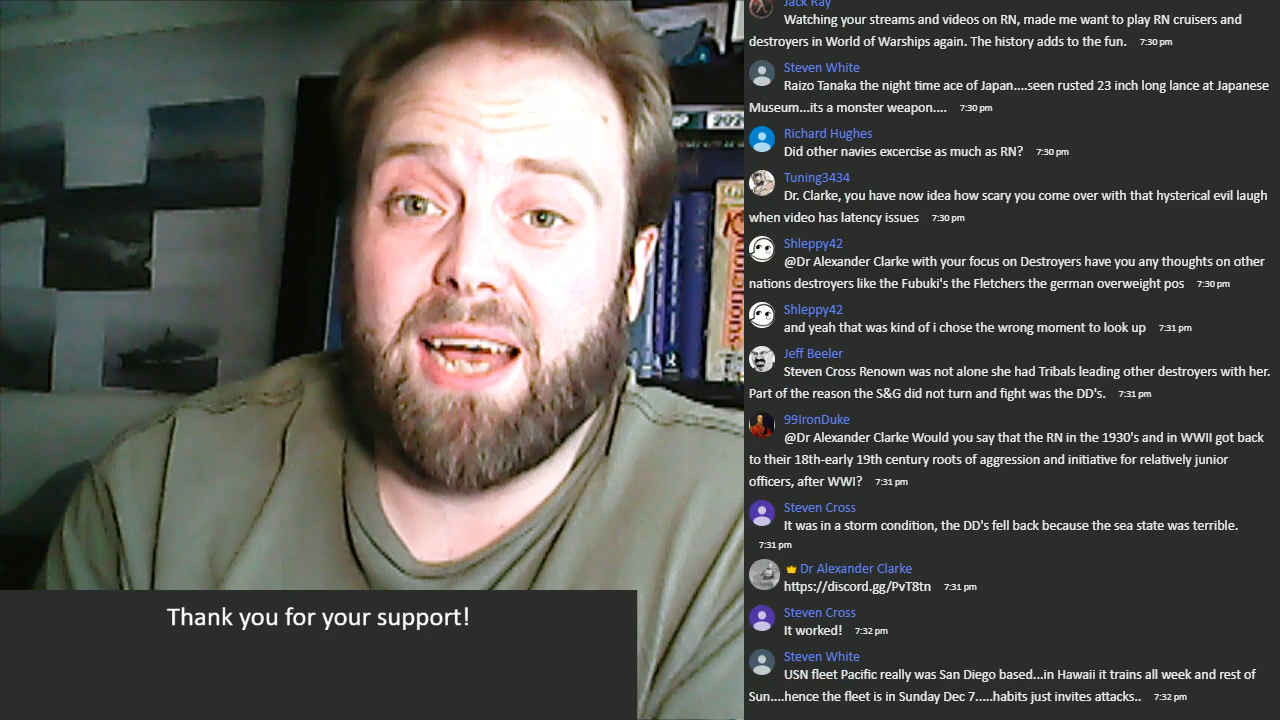 Jack Ray
Watching your streams and videos on RN, made me want to play RN cruisers and
destroyers in World of Warships again. The history adds to the fun. 7:30 pm
Steven White
Raizo Tanaka the night time ace of Japan....seen rusted 23 inch long lance at Japanese
Museum...its a monster weapon.... 7:30 pm
Richard Hughes
Did other navies excercise as much as RN? 7:30 pm
Tuning3434
Dr. Clarke, you have now idea how scary you come over with that hysterical evil laugh
when video has latency issues 7:30 pm
Shleppy42
@Dr Alexander Clarke with your focus on Destroyers have you any thoughts on other
nations destroyers like the Fubuki's the Fletchers the german overweight pos 7:30 pm
Shleppy42
and yeah that was kind of i chose the wrong moment to look up 7:31 pm
Jeff Beeler
Steven Cross Renown was not alone she had Tribals leading other destroyers with her.
Part of the reason the S&G did not turn and fight was the DD's. 7:31 pm
99IronDuke
@Dr Alexander Clarke Would you say that the RN in the 1930's and in WWII got back
to their 18th-early 19th century roots of aggression and initiative for relatively junior
officers, after WWI? 7:31 pm
Steven Cross
It was in a storm condition, the DD's fell back because the sea state was terrible.
7:31 pm
Dr Alexander Clarke
https://discord.gg/PvT8tn 7:31 pm
Steven Cross
It worked! 7:32 pm
Steven White
USN fleet Pacific really was San Diego based...in Hawaii it trains all week and rest of
Sun....hence the fleet is in Sunday Dec 7.....habits just invites attacks.. 7:32 pm
Thank you for your support!